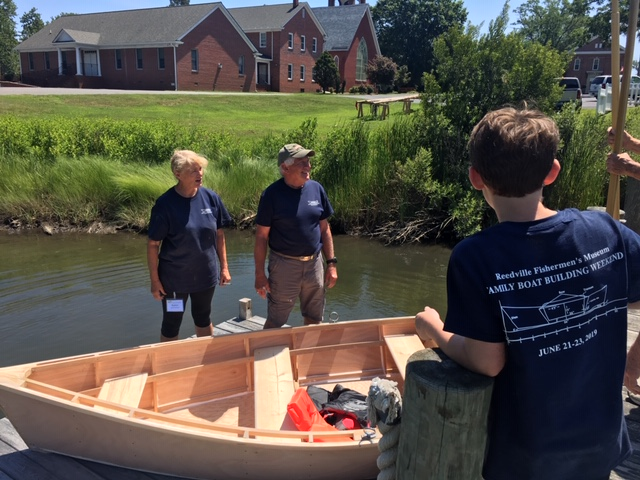 Reedville Fishermen's Museum
FAMILY BOAT BUILDING WEEKEND
JUNE 21-23, 2019